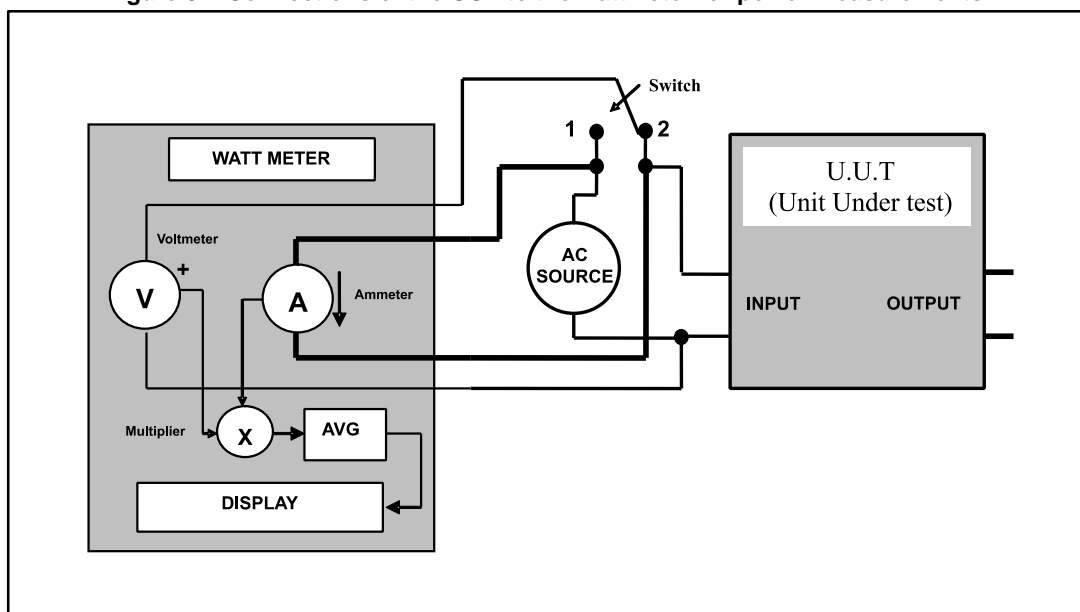 Switch
1
2
WATT METER
U.U.T
(Unit Under test)
Voltmeter
+
AC
SOURCE
V
A
Ammeter
INPUT
OUTPUT
Multiplier
X
AVG
DISPLAY